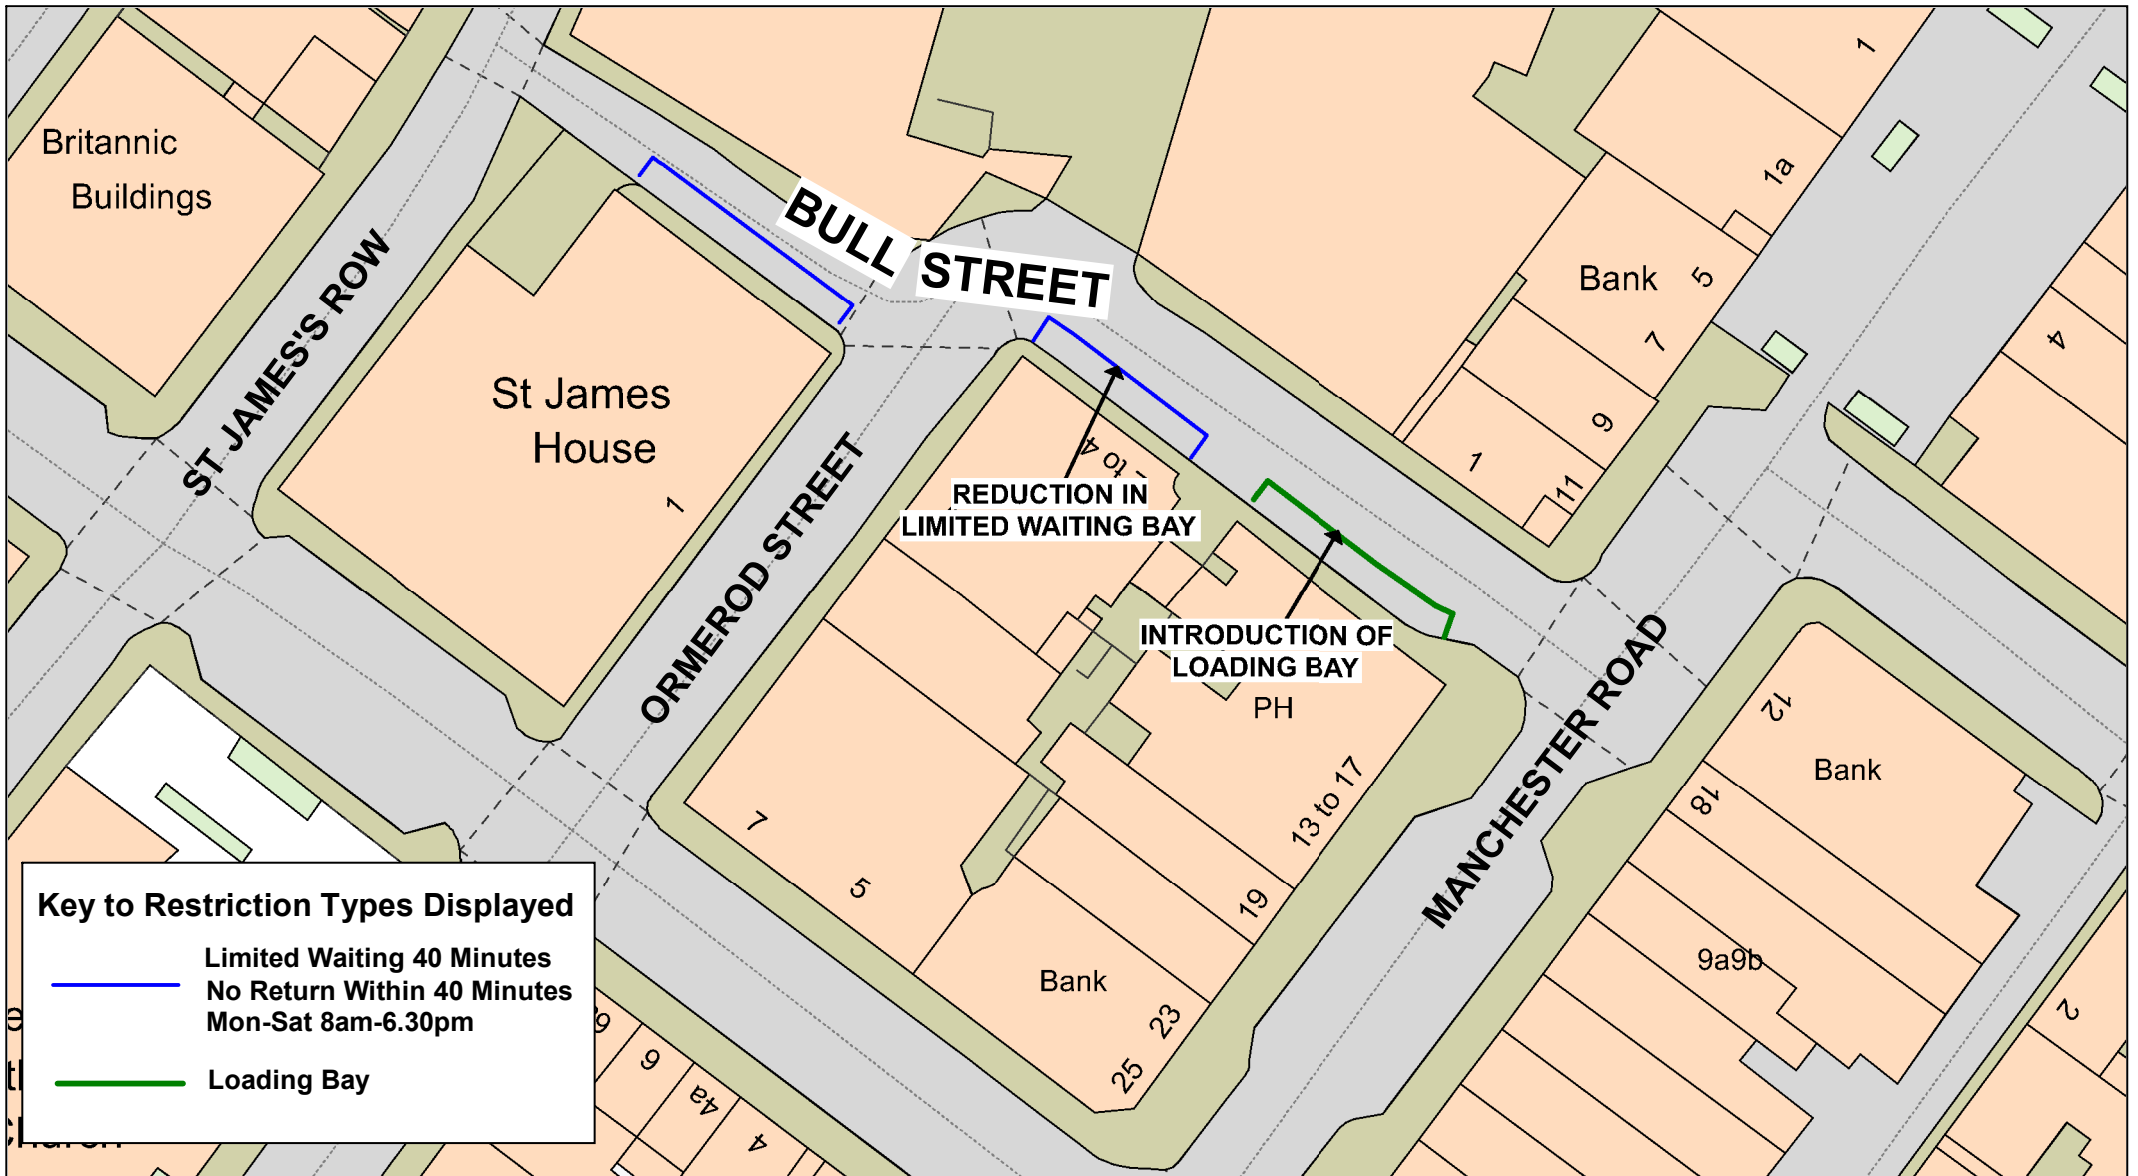 1
Britannic
Buildings
1a
BULL STREET
ST JAMES'S ROW
Bank
5
7
4
St James
House
1
ORMEROD STREET
to 4
9
1
11
REDUCTION IN
LIMITED WAITING BAY
INTRODUCTION OF
LOADING BAY
PH
MANCHESTER ROAD
12
Bank
18
13 to 17
7
5
19
Bank
23
25
9a9b
2
6
4a
4
Key to Restriction Types Displayed
Limited Waiting 40 Minutes
No Return Within 40 Minutes
Mon-Sat 8am-6.30pm
Loading Bay